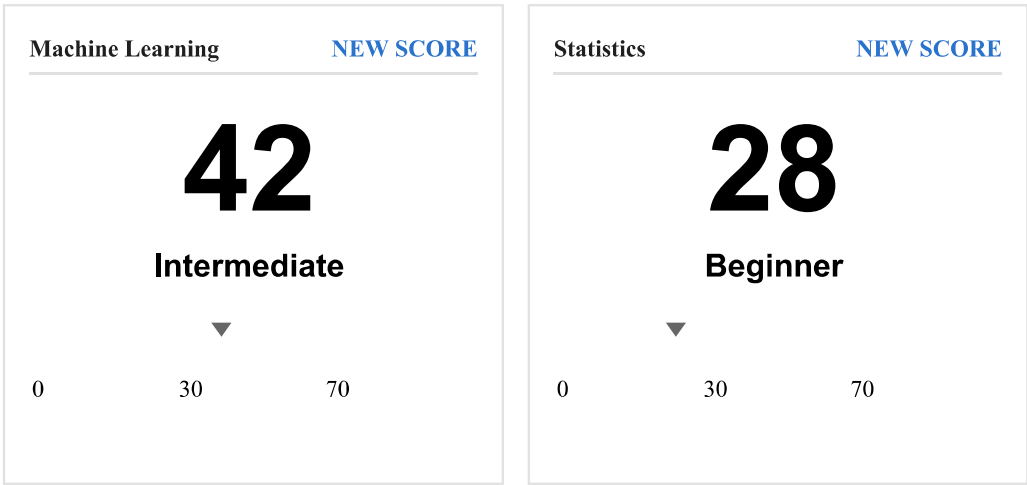 Machine Learning NEW SCORE
42
Intermediate
0 30 70
Statistics NEW SCORE
28
Beginner
0 30 70